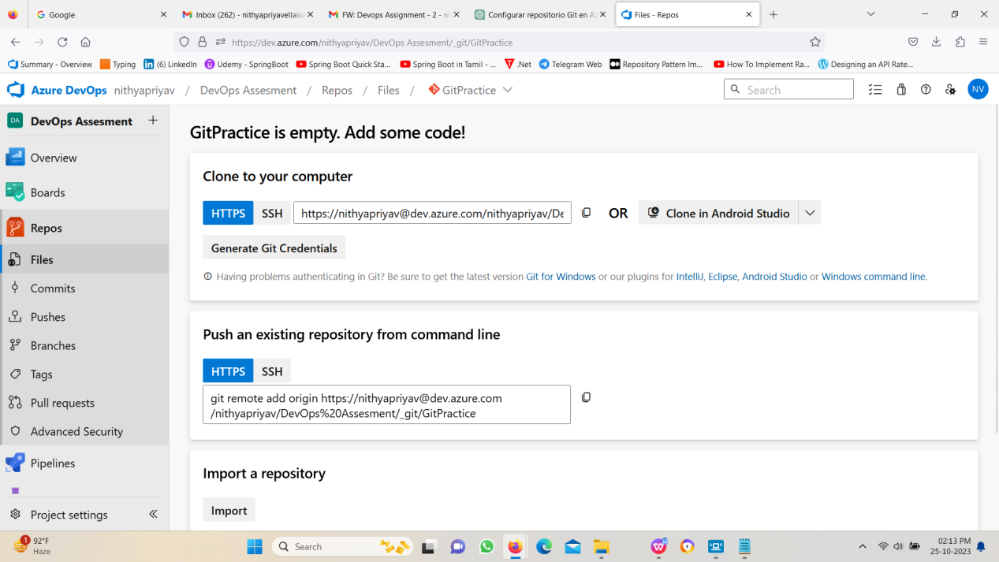 Google
Inbox (262) - nithyapriyavellaisa
FW: Devops Assignment - 2 - ni
Configurar repositorio Git en Az
Files - Repos
https://dev.azure.com/nithyapriyav/DevOps Assesment/_git/GitPractice
Summary - Overview
Typing
(6) LinkedIn
Udemy - SpringBoot
Spring Boot Quick Sta...
Spring Boot in Tamil - ...
.Net
Telegram Web
Repository Pattern Im...
How To Implement Ra...
Designing an API Rate...
Azure DevOps nithyapriyav / DevOps Assesment / Repos / Files / GitPractice
Search
NV
DA DevOps Assesment +
Overview
Boards
Repos
Files
Commits
Pushes
Branches
Tags
Pull requests
Advanced Security
Pipelines
Project settings
GitPractice is empty. Add some code!
Clone to your computer
HTTPS SSH https://nithyapriyav@dev.azure.com/nithyapriyav/De OR Clone in Android Studio
Generate Git Credentials
Having problems authenticating in Git? Be sure to get the latest version Git for Windows or our plugins for IntelliJ, Eclipse, Android Studio or Windows command line.
Push an existing repository from command line
HTTPS SSH
git remote add origin https://nithyapriyav@dev.azure.com
/nithyapriyav/DevOps%20Assesment/_git/GitPractice
Import a repository
Import
1
92°F
Haze
Search
02:13 PM
25-10-2023